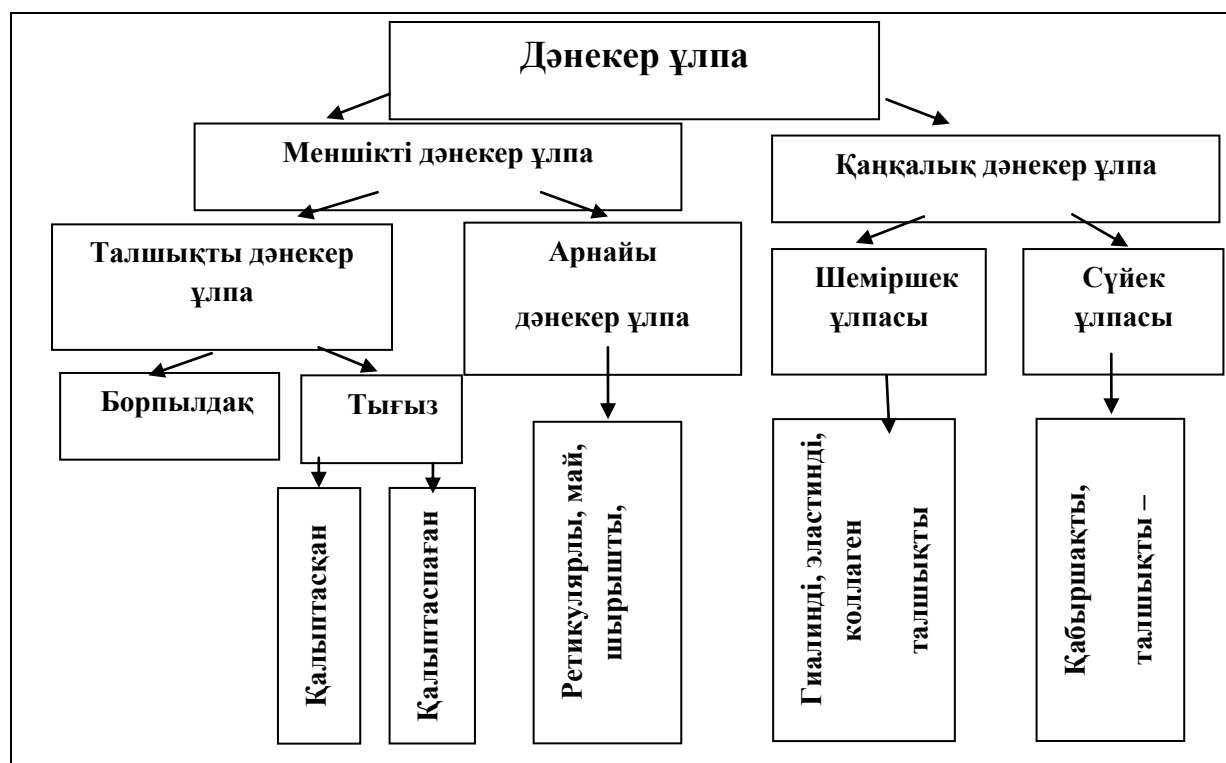 Дәнекер ұлпа
Меншікті дәнекер ұлпа
Қаңқалық дәнекер ұлпа
Талшықты дәнекер
ұлпа
Арнайы
дәнекер ұлпа
Шеміршек
ұлпасы
Сүйек
ұлпасы
Борпылдақ
Тығыз
Қалыптасқан
Қалыптаспаған
Ретикулярлы, май,
шырышты,
Гиалинді, эластинді,
коллаген
талшықты
Қабыршақты,
талшықты –